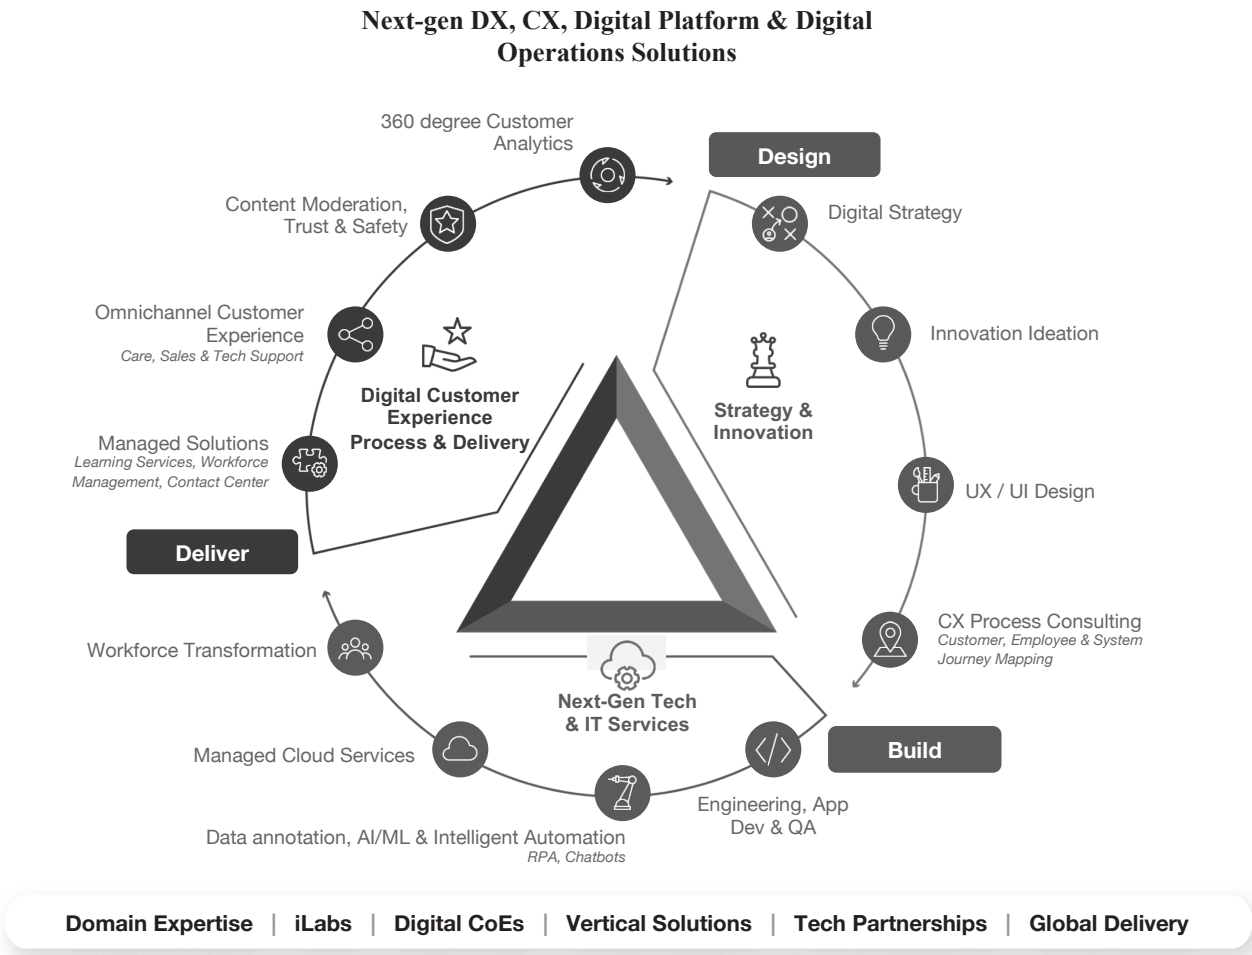 Next-gen DX, CX, Digital Platform & Digital
Operations Solutions
360 degree Customer
Analytics
Design
Content Moderation,
Trust & Safety
Digital Strategy
Omnichannel Customer
Experience
Care, Sales & Tech Support
Innovation Ideation
Digital Customer
Experience
Process & Delivery
Strategy &
Innovation
Managed Solutions
Learning Services, Workforce
Management, Contact Center
UX / UI Design
Deliver
CX Process Consulting
Customer, Employee & System
Journey Mapping
Workforce Transformation
Next-Gen Tech
& IT Services
Build
Managed Cloud Services
Engineering, App
Dev & QA
Data annotation, AI/ML & Intelligent Automation
RPA, Chatbots
Domain Expertise | iLabs | Digital CoEs | Vertical Solutions | Tech Partnerships | Global Delivery